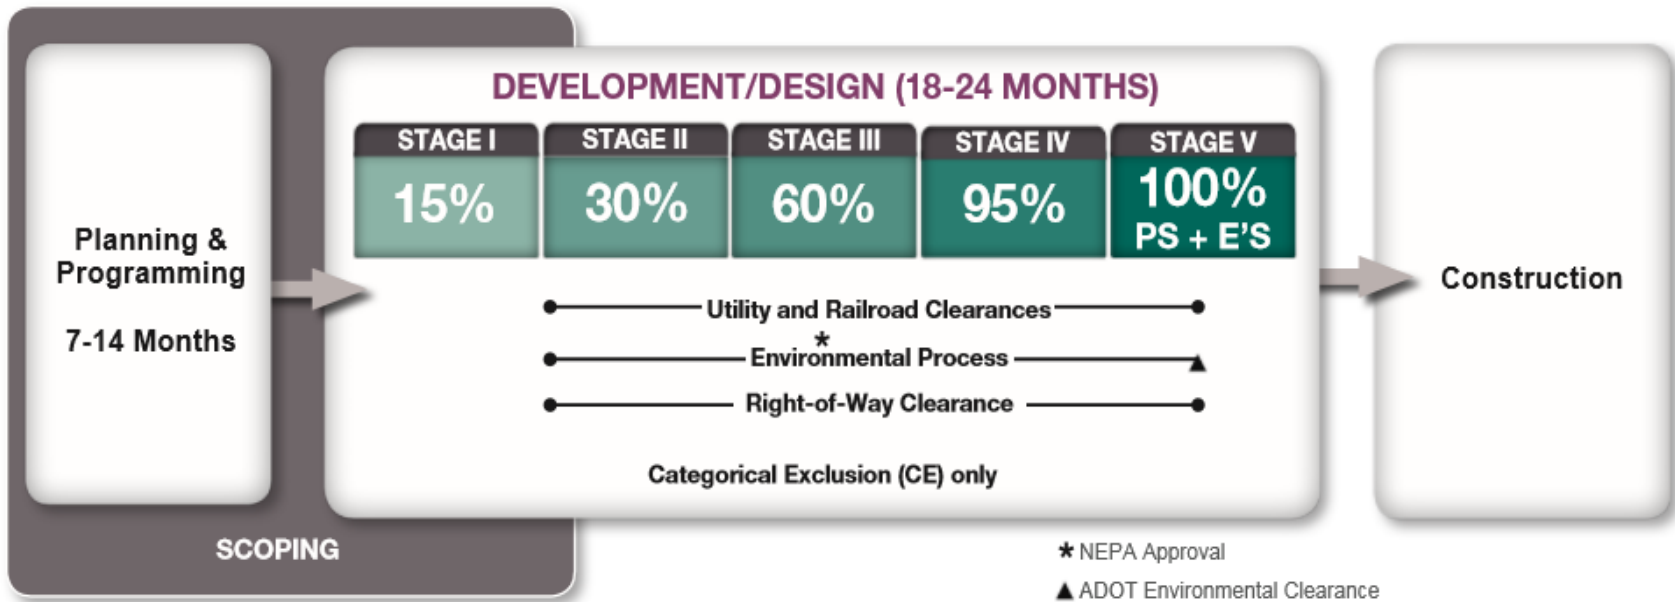 Planning &
Programming
7-14 Months
SCOPING
DEVELOPMENT/DESIGN (18-24 MONTHS)
STAGE I
15%
STAGE II
30%
STAGE III
60%
STAGE IV
95%
STAGE V
100%
PS + E'S
Utility and Railroad Clearances
*
Environmental Process
Right-of-Way Clearance
Categorical Exclusion (CE) only
Construction
* NEPA Approval
▲ ADOT Environmental Clearance